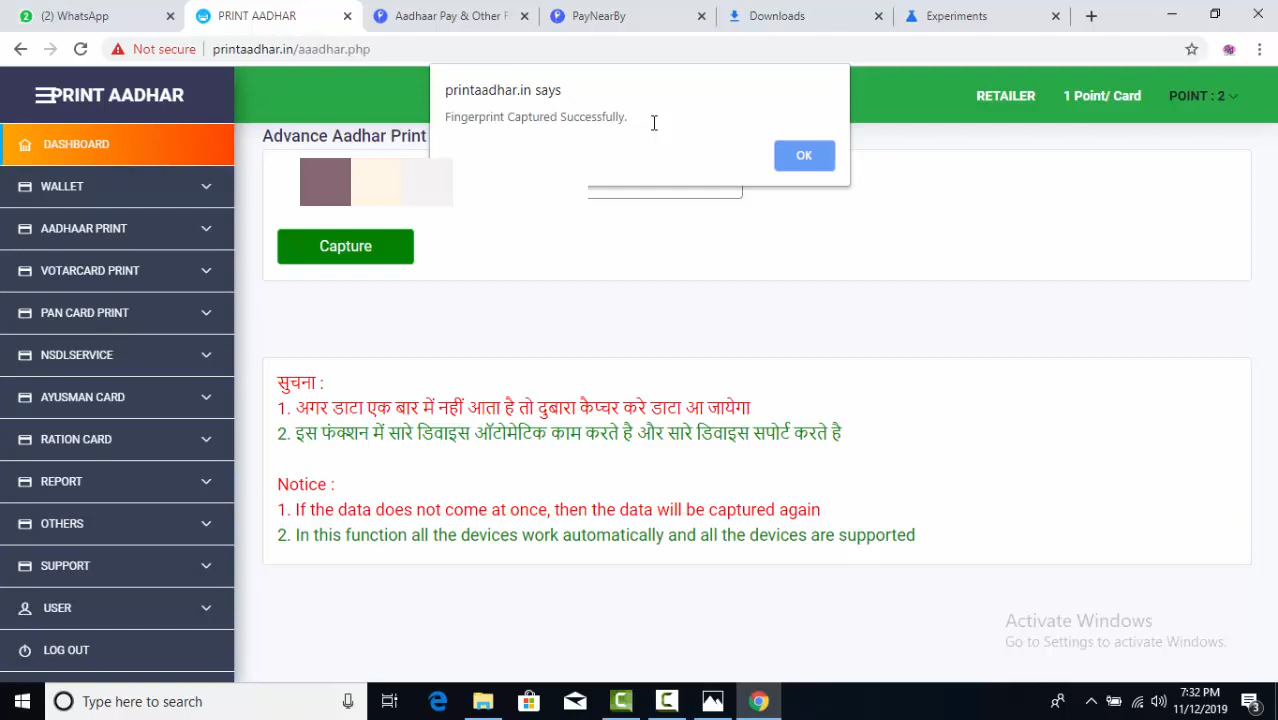 (2) WhatsApp
PRINT AADHAR
Aadhaar Pay & Other F
PayNearBy
Downloads
Experiments
Not secure
printaadhar.in/aaadhar.php
PRINT AADHAR
RETAILER
1 Point/ Card
POINT : 2
printaadhar.in says
Fingerprint Captured Successfully.
OK
DASHBOARD
WALLET
AADHAAR PRINT
VOTARCARD PRINT
PAN CARD PRINT
NSDLSERVICE
AYUSMAN CARD
RATION CARD
REPORT
OTHERS
SUPPORT
USER
LOG OUT
Advance Aadhar Print
Capture
सुचना :
1. अगर डाटा एक बार में नहीं आता है तो दुबारा कैप्चर करे डाटा आ जायेगा
2. इस फंक्शन में सारे डिवाइस ऑटोमेटिक काम करते है और सारे डिवाइस सपोर्ट करते है
Notice :
1. If the data does not come at once, then the data will be captured again
2. In this function all the devices work automatically and all the devices are supported
Activate Windows
Go to Settings to activate Windows.
Type here to search
7:32 PM
11/12/2019
3